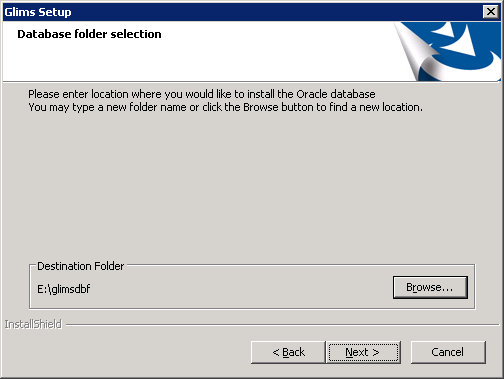 Glims Setup
Database folder selection
Please enter location where you would like to install the Oracle database
You may type a new folder name or click the Browse button to find a new location.
Destination Folder
E:\glimsdbf
Browse...
InstallShield
< Back
Next >
Cancel